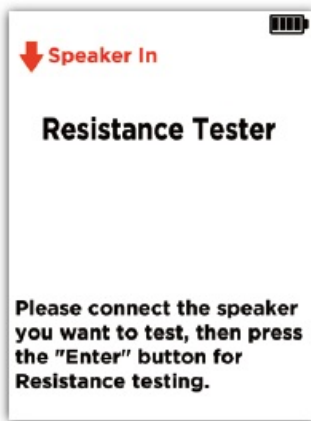 Speaker In
Resistance Tester
Please connect the speaker
you want to test, then press
the "Enter" button for
Resistance testing.